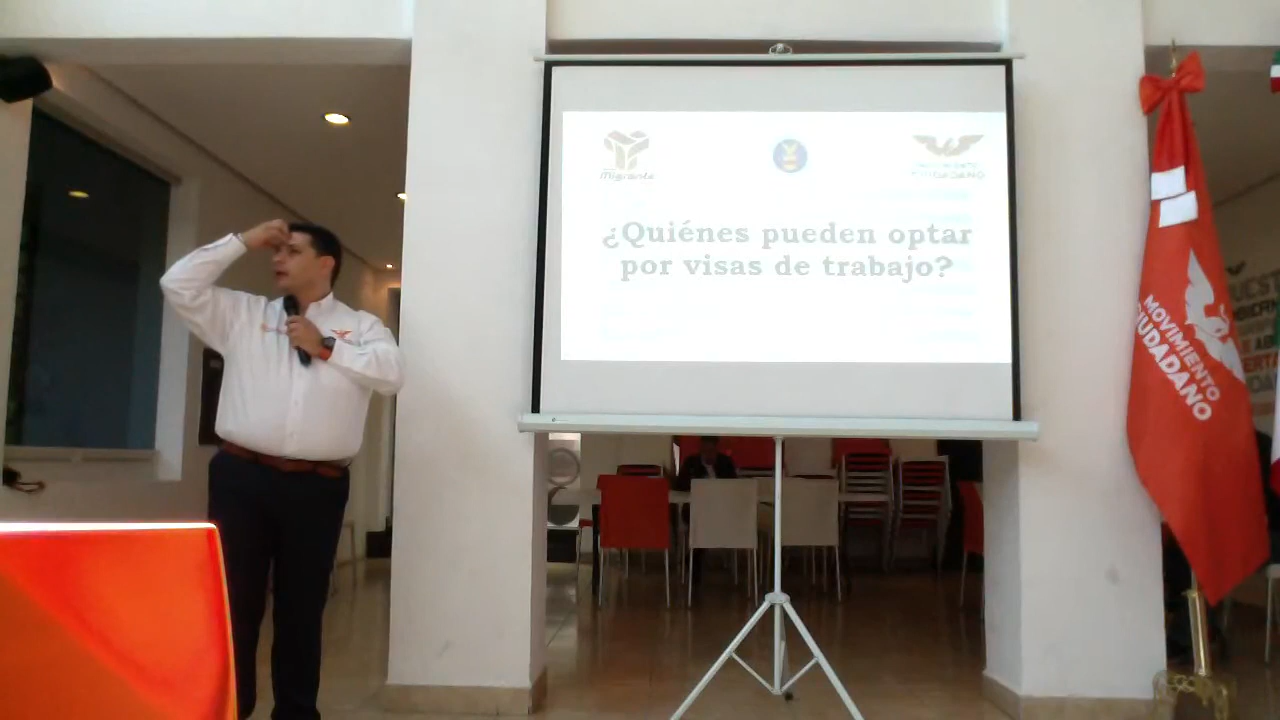 Migrante
MOVIMIENTO
CIUDADANO
¿Quiénes pueden optar
por visas de trabajo?
MOVIMIENTO
CIUDADANO